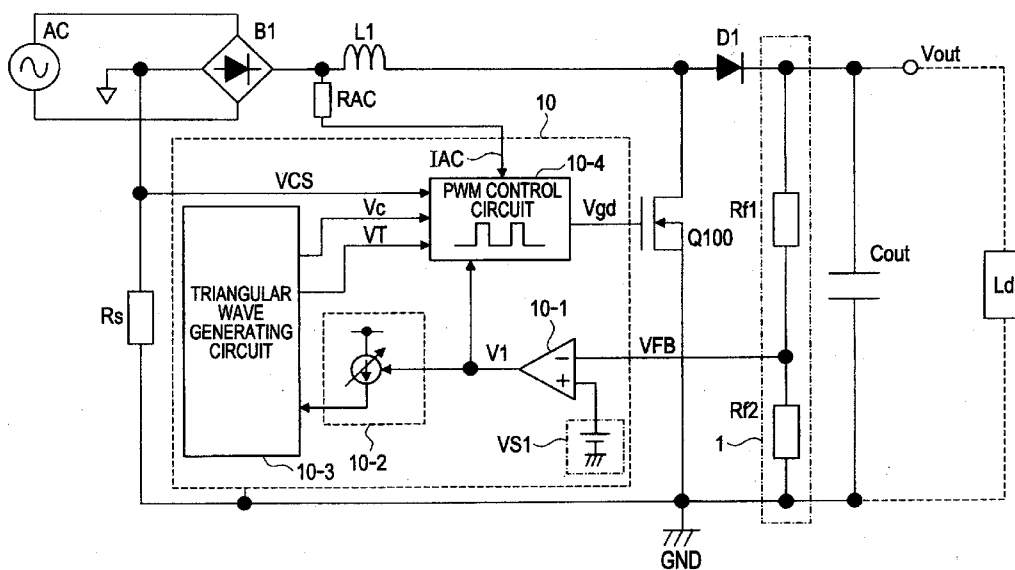 AC
B1
L1
D1
Vout
RAC
10
IAC
10-4
VCS
PWM CONTROL
CIRCUIT
Vgd
Vc
VT
Q100
Rf1
Cout
Ld
Rs
TRIANGULAR
WAVE
GENERATING
CIRCUIT
10-1
V1
VFB
Rf2
10-2
VS1
1
10-3
GND